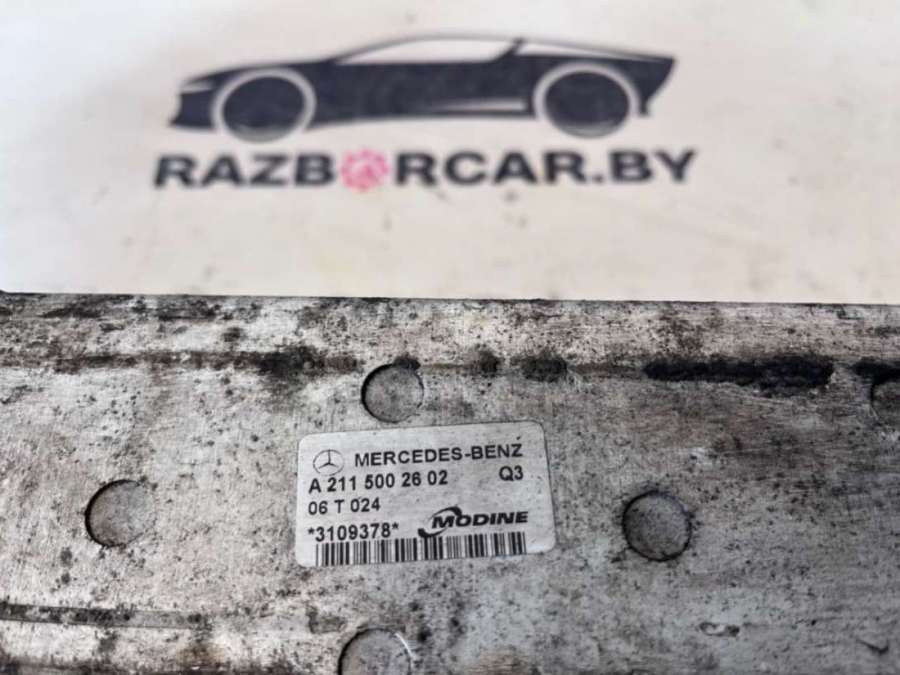 RAZBORCAR.BY
MERCEDES-BENZ
A 211 500 26 02 Q3
06 T 024
*3109378* MODINE